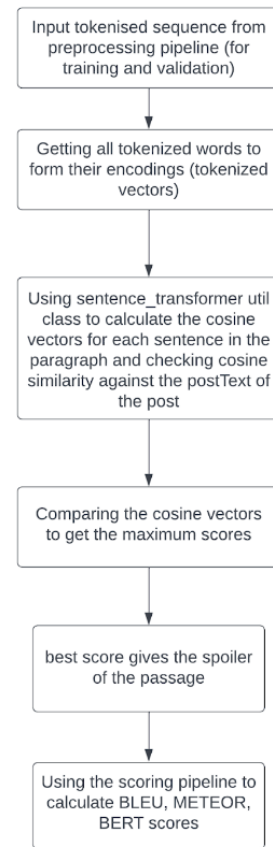 Input tokenised sequence from
preprocessing pipeline (for
training and validation)
Getting all tokenized words to
form their encodings (tokenized
vectors)
Using sentence_transformer util
class to calculate the cosine
vectors for each sentence in the
paragraph and checking cosine
similarity against the postText of
the post
Comparing the cosine vectors
to get the maximum scores
best score gives the spoiler
of the passage
Using the scoring pipeline to
calculate BLEU, METEOR,
BERT scores